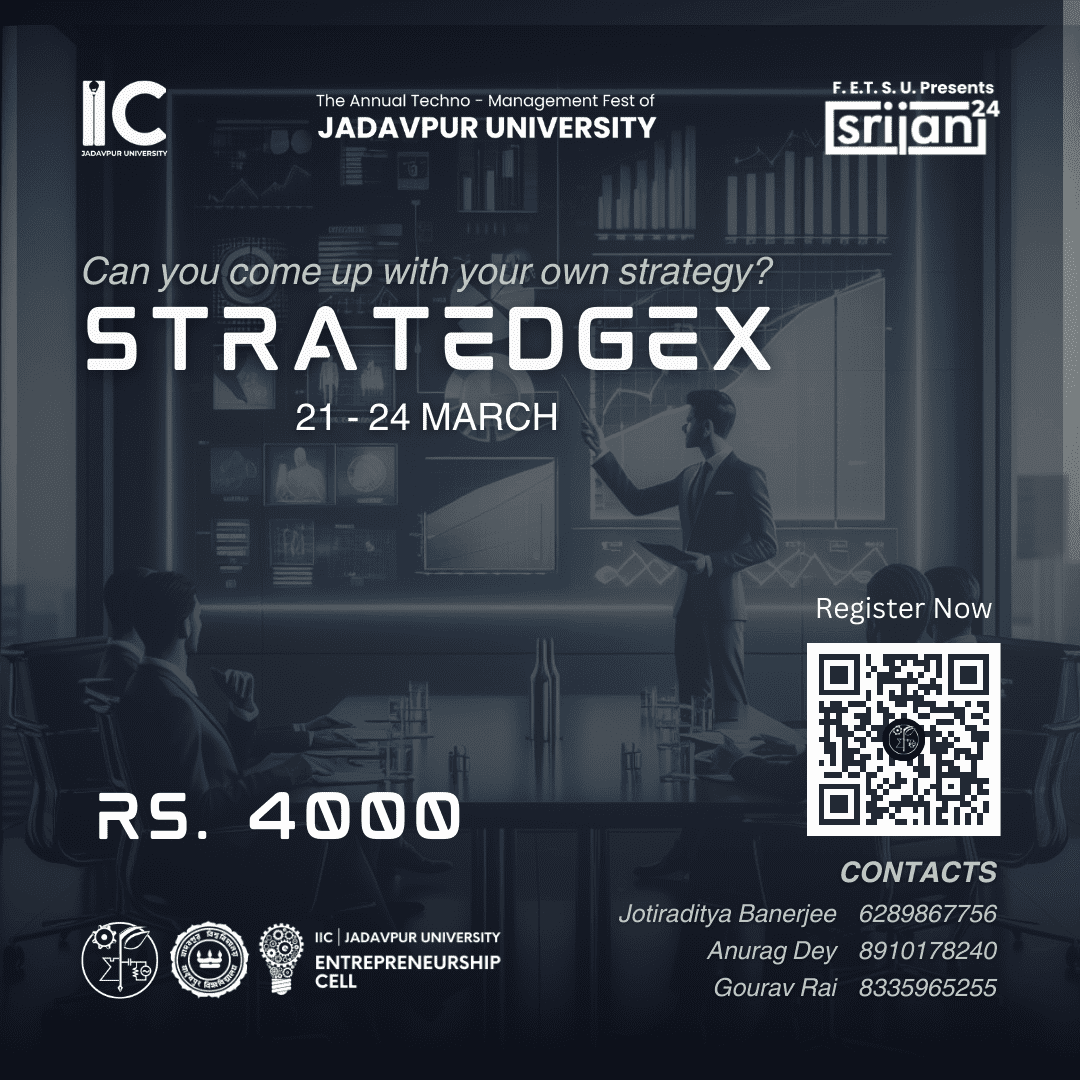 IIC
JADAVPUR UNIVERSITY
The Annual Techno - Management Fest of
JADAVPUR UNIVERSITY
F. E. T. S. U. Presents
srijan 24
Can you come up with your own strategy?
STRATEDGEX
21 - 24 MARCH
Register Now
RS. 4000
CONTACTS
Jotiraditya Banerjee 6289867756
Anurag Dey 8910178240
Gourav Rai 8335965255
IIC | JADAVPUR UNIVERSITY
ENTREPRENEURSHIP
CELL